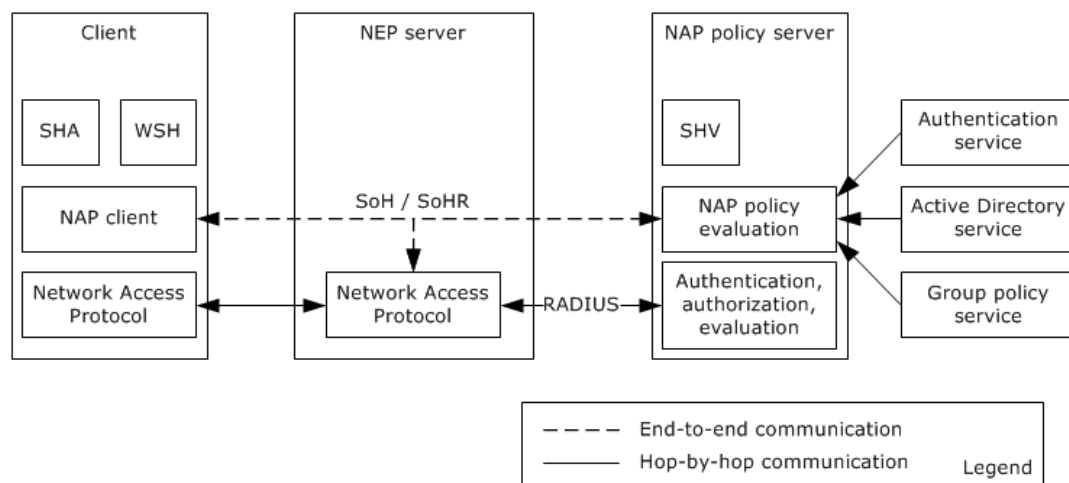 Client
NEP server
NAP policy server
SHA
WSH
SHV
Authentication
service
NAP client
SoH / SoHR
NAP policy
evaluation
Active Directory
service
Network Access
Protocol
Network Access
Protocol
RADIUS
Authentication,
authorization,
evaluation
Group policy
service
End-to-end communication
Hop-by-hop communication
Legend